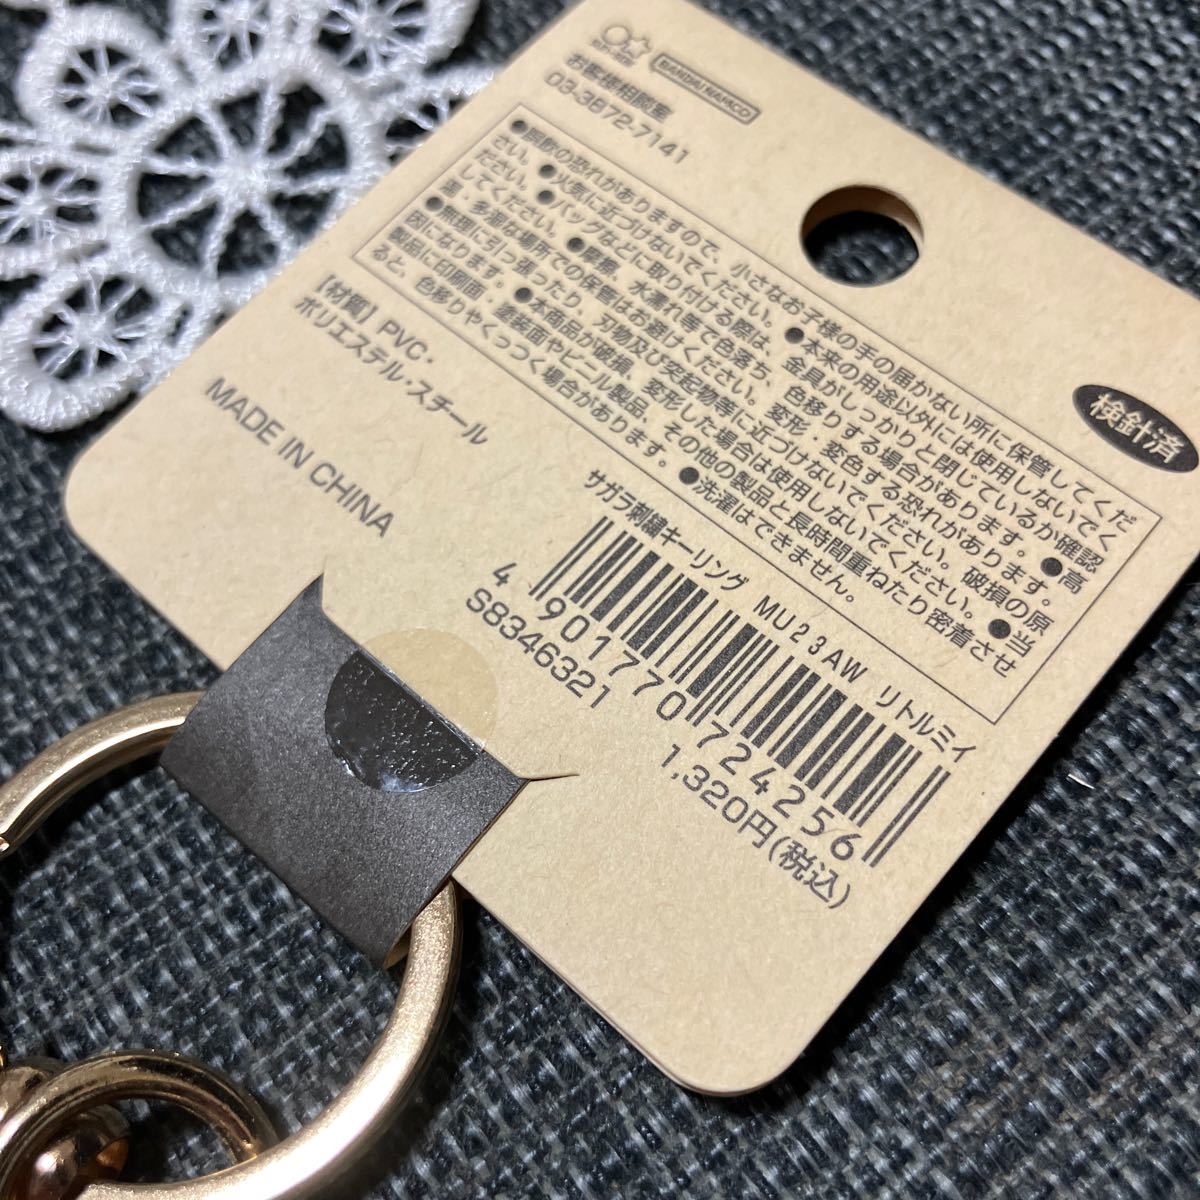 BANDAI NAMCO
お客様相談室
03-3872-7141
●誤飲の恐れがありますので、小さなお子様の手の届かない所に保管してくだ
さい。●火気に近づけないでください。●本来の用途以外には使用しないでく
ださい。●バッグなどに取り付ける際は、金具がしっかりと閉じているか確認
してください。●摩擦、水濡れ等で色落ち、色移りする場合があります。●高
温・多湿な場所での保管はお避けください。変形・変色する恐れがあります。
●無理に引っ張ったり、刃物及び突起物等に近づけないでください。破損の原
因になります。●本商品が破損、変形した場合は使用しないでください。●当
製品に印刷面・塗装面やビニル製品、その他の製品と長時間重ねたり密着させ
ると、色移りやくっつく場合があります。●洗濯はできません。
検針済
【材質】PVC・
ポリエステル・スチール
MADE IN CHINA
サガラ刺繍キーリング MU23AW リトルミイ
4 901770 724256
S8346321
1,320円(税込)